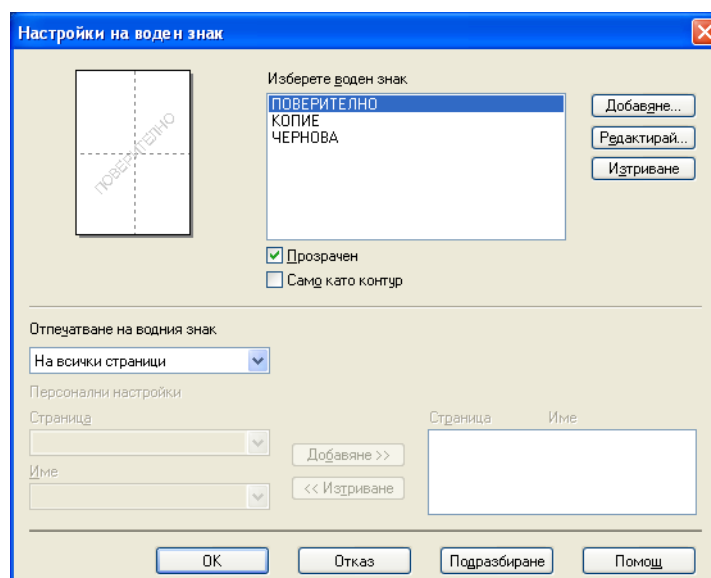 Настройки на воден знак
Изберете воден знак
ПОВЕРИТЕЛНО
КОПИЕ
ЧЕРНОВА
Добавяне...
Редактирай...
Изтриване
ПОВЕРИТЕЛНО
Прозрачен
Само като контур
Отпечатване на водния знак
На всички страници
Персонални настройки
Страница
Име
Добавяне >>
<< Изтриване
Страница Име
OK Отказ Подразбиране Помощ